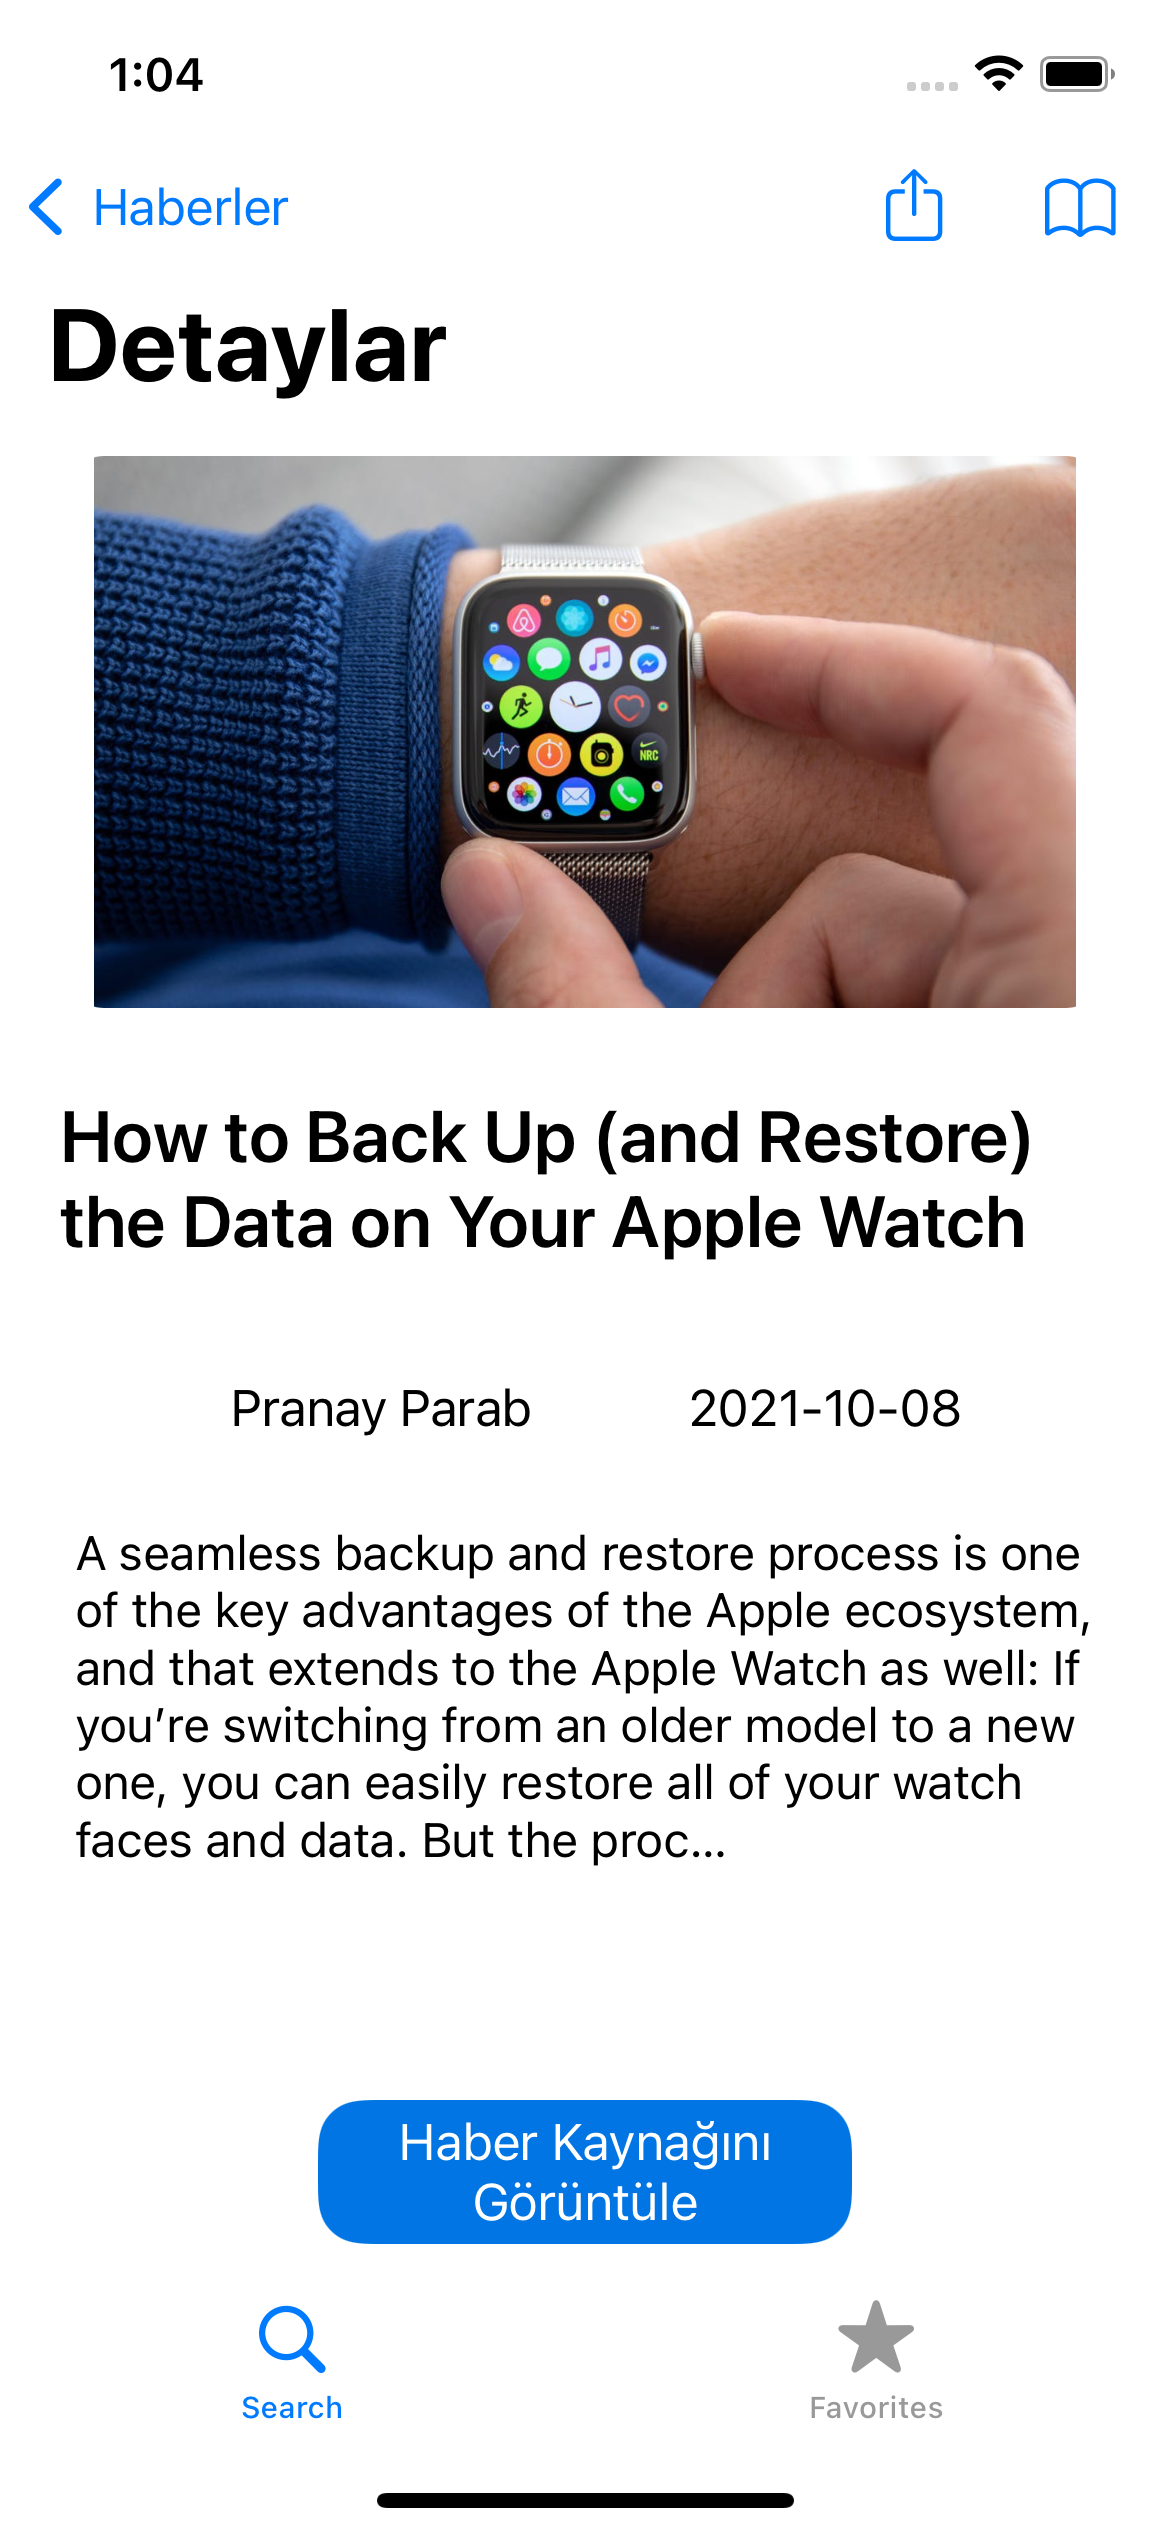 1:04
Haberler
Detaylar
NRC
How to Back Up (and Restore)
the Data on Your Apple Watch
Pranay Parab 2021-10-08
A seamless backup and restore process is one
of the key advantages of the Apple ecosystem,
and that extends to the Apple Watch as well: If
you’re switching from an older model to a new
one, you can easily restore all of your watch
faces and data. But the proc...
Haber Kaynağını
Görüntüle
Search Favorites